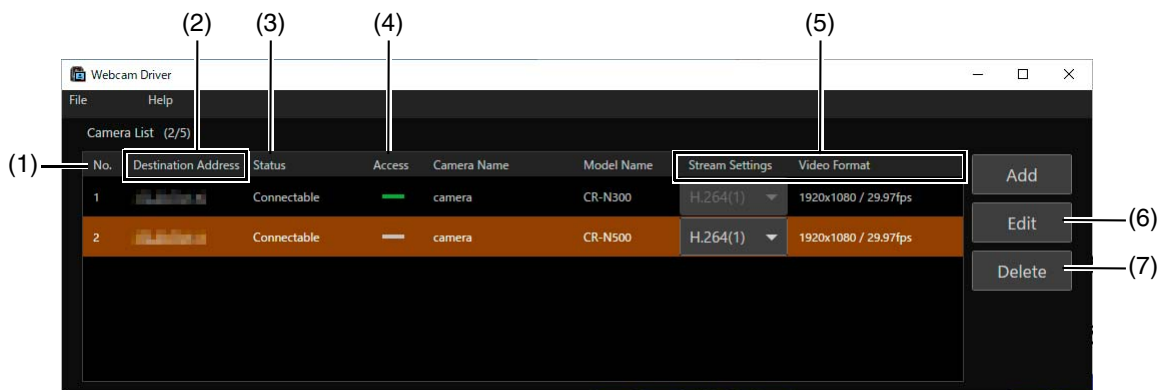 (2) (3) (4) (5)
Webcam Driver
File Help
Camera List (2/5)
(1) No. Destination Address Status Access Camera Name Model Name Stream Settings Video Format Add
1 Connectable camera CR-N300 H.264(1) 1920x1080 / 29.97fps
Edit (6)
2 Connectable camera CR-N500 H.264(1) 1920x1080 / 29.97fps
Delete (7)